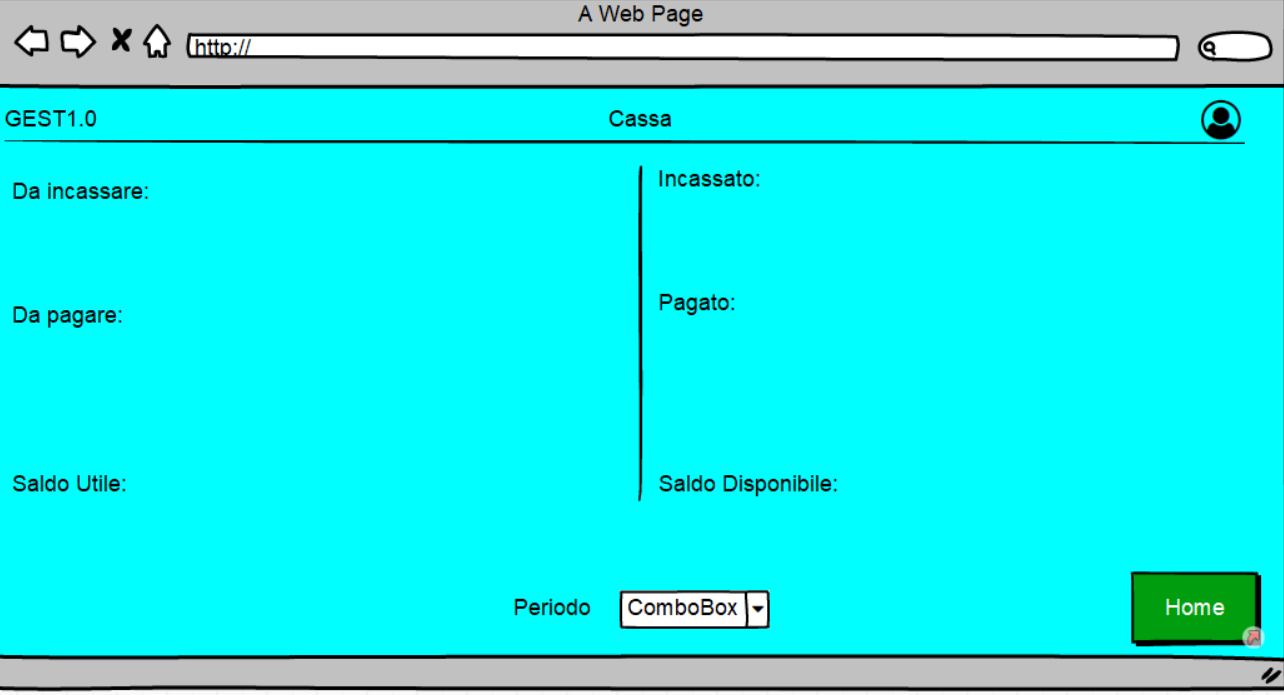 A Web Page
http://
GEST1.0
Cassa
Da incassare:
Incassato:
Da pagare:
Pagato:
Saldo Utile:
Saldo Disponibile:
Periodo
ComboBox
Home